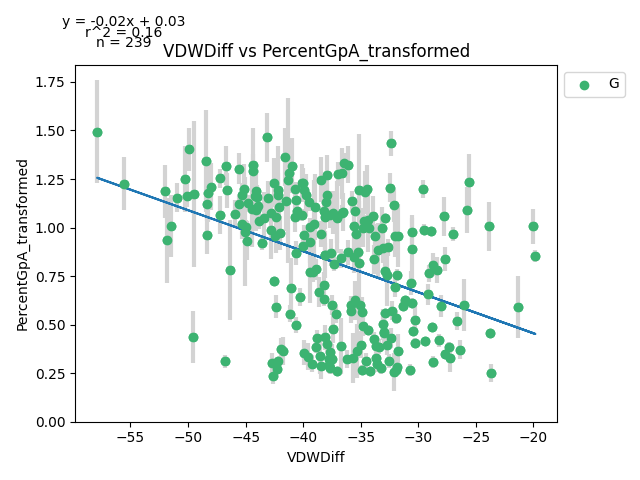 y = -0.02x + 0.03
r^2 = 0.16
n = 239
VDWDiff vs PercentGpA_transformed
G
PercentGpA_transformed
1.75
1.50
1.25
1.00
0.75
0.50
0.25
0.00
−55
−50
−45
−40
−35
−30
−25
−20
VDWDiff